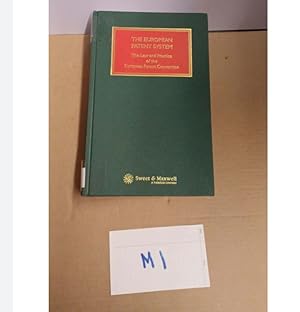 THE EUROPEAN
PATENT SYSTEM
The Law and Practice
of the
European Patent Convention
Sweet & Maxwell
M1